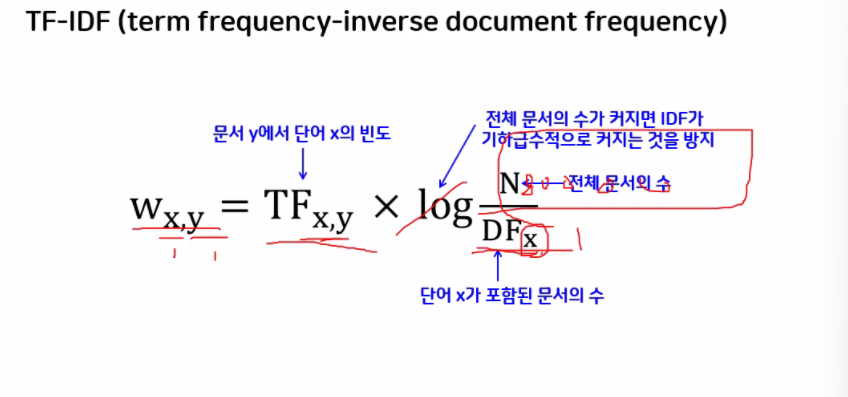 TF-IDF (term frequency-inverse document frequency)
전체 문서의 수가 커지면 IDF가
문서 y에서 단어 x의 빈도
기하급수적으로 커지는 것을 방지
N
전체 문서의 수
w_{x,y} = TF_{x,y} × log
DF_x
1
단어 x가 포함된 문서의 수